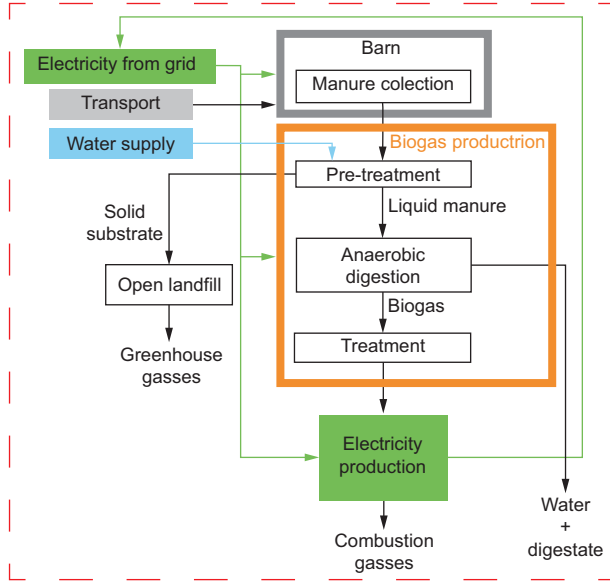 Electricity from grid
Barn
Manure colection
Transport
Water supply
Biogas productrion
Pre-treatment
Liquid manure
Solid
substrate
Anaerobic
digestion
Open landfill
Biogas
Treatment
Greenhouse
gasses
Electricity
production
Water
+
digestate
Combustion
gasses